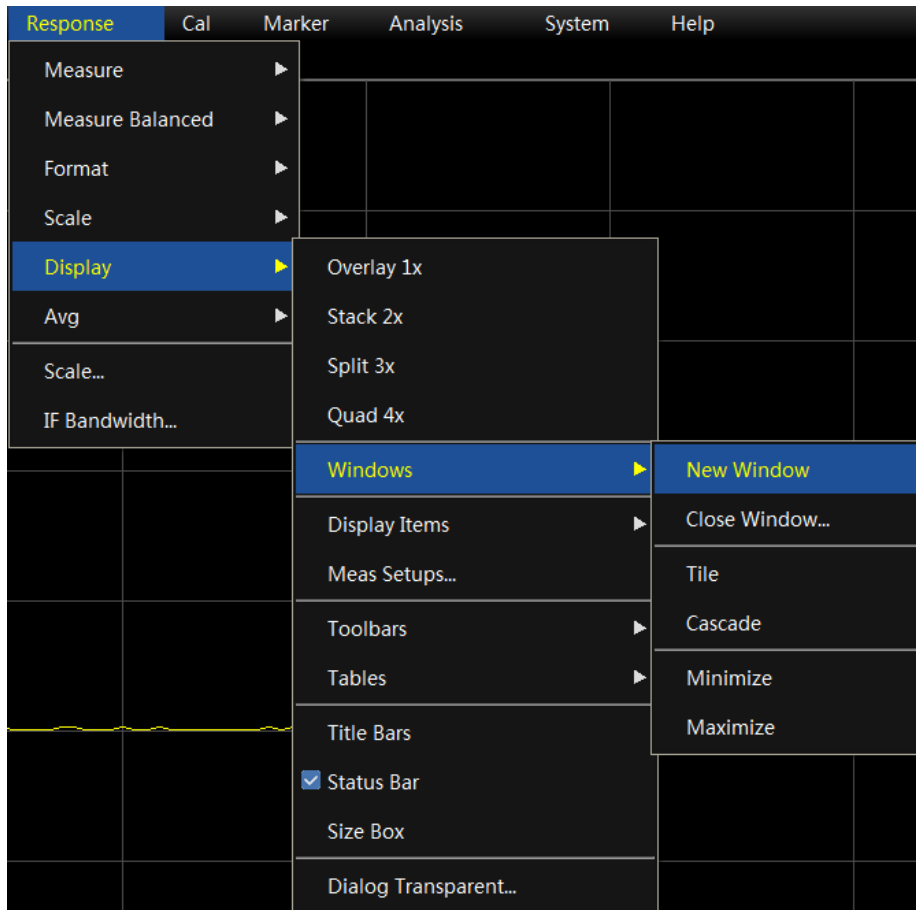 Response Cal Marker Analysis System Help
Measure
Measure Balanced
Format
Scale
Display
Avg
Scale...
IF Bandwidth...
Overlay 1x
Stack 2x
Split 3x
Quad 4x
Windows
Display Items
Meas Setups...
Toolbars
Tables
Title Bars
Status Bar
Size Box
Dialog Transparent...
New Window
Close Window...
Tile
Cascade
Minimize
Maximize